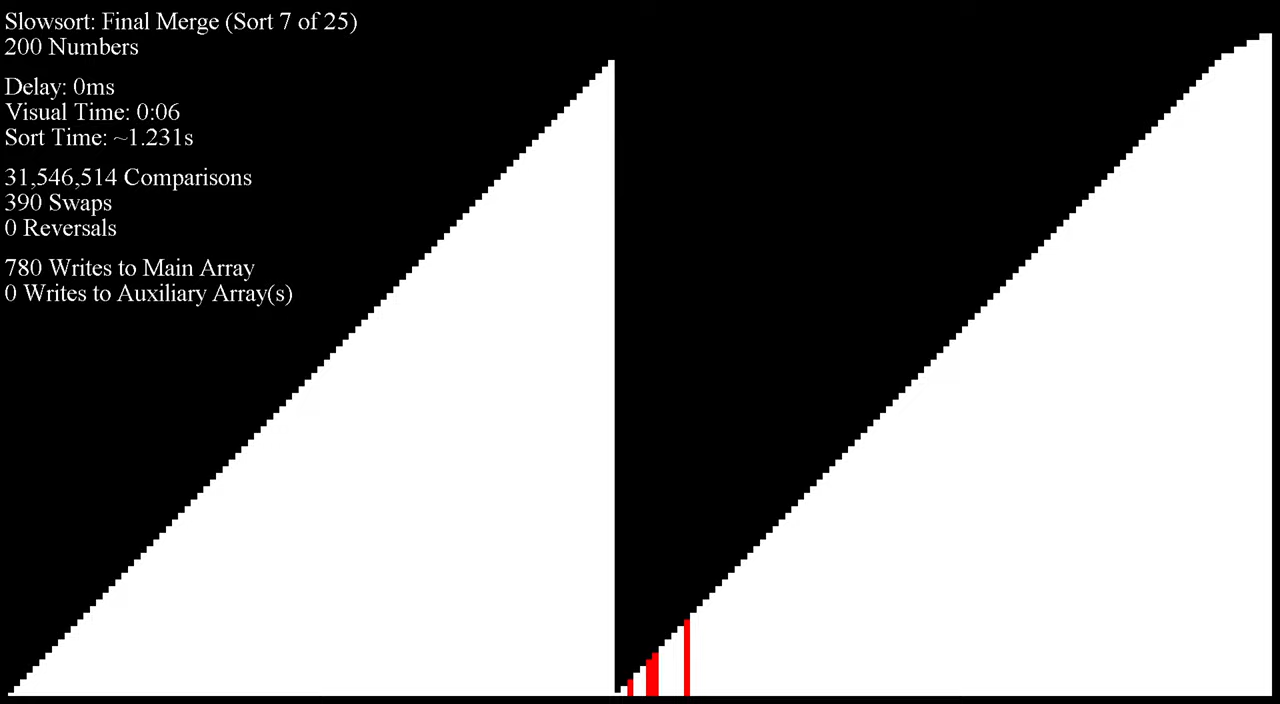 Slowsort: Final Merge (Sort 7 of 25)
200 Numbers
Delay: 0ms
Visual Time: 0:06
Sort Time: ~1.231s
31,546,514 Comparisons
390 Swaps
0 Reversals
780 Writes to Main Array
0 Writes to Auxiliary Array(s)